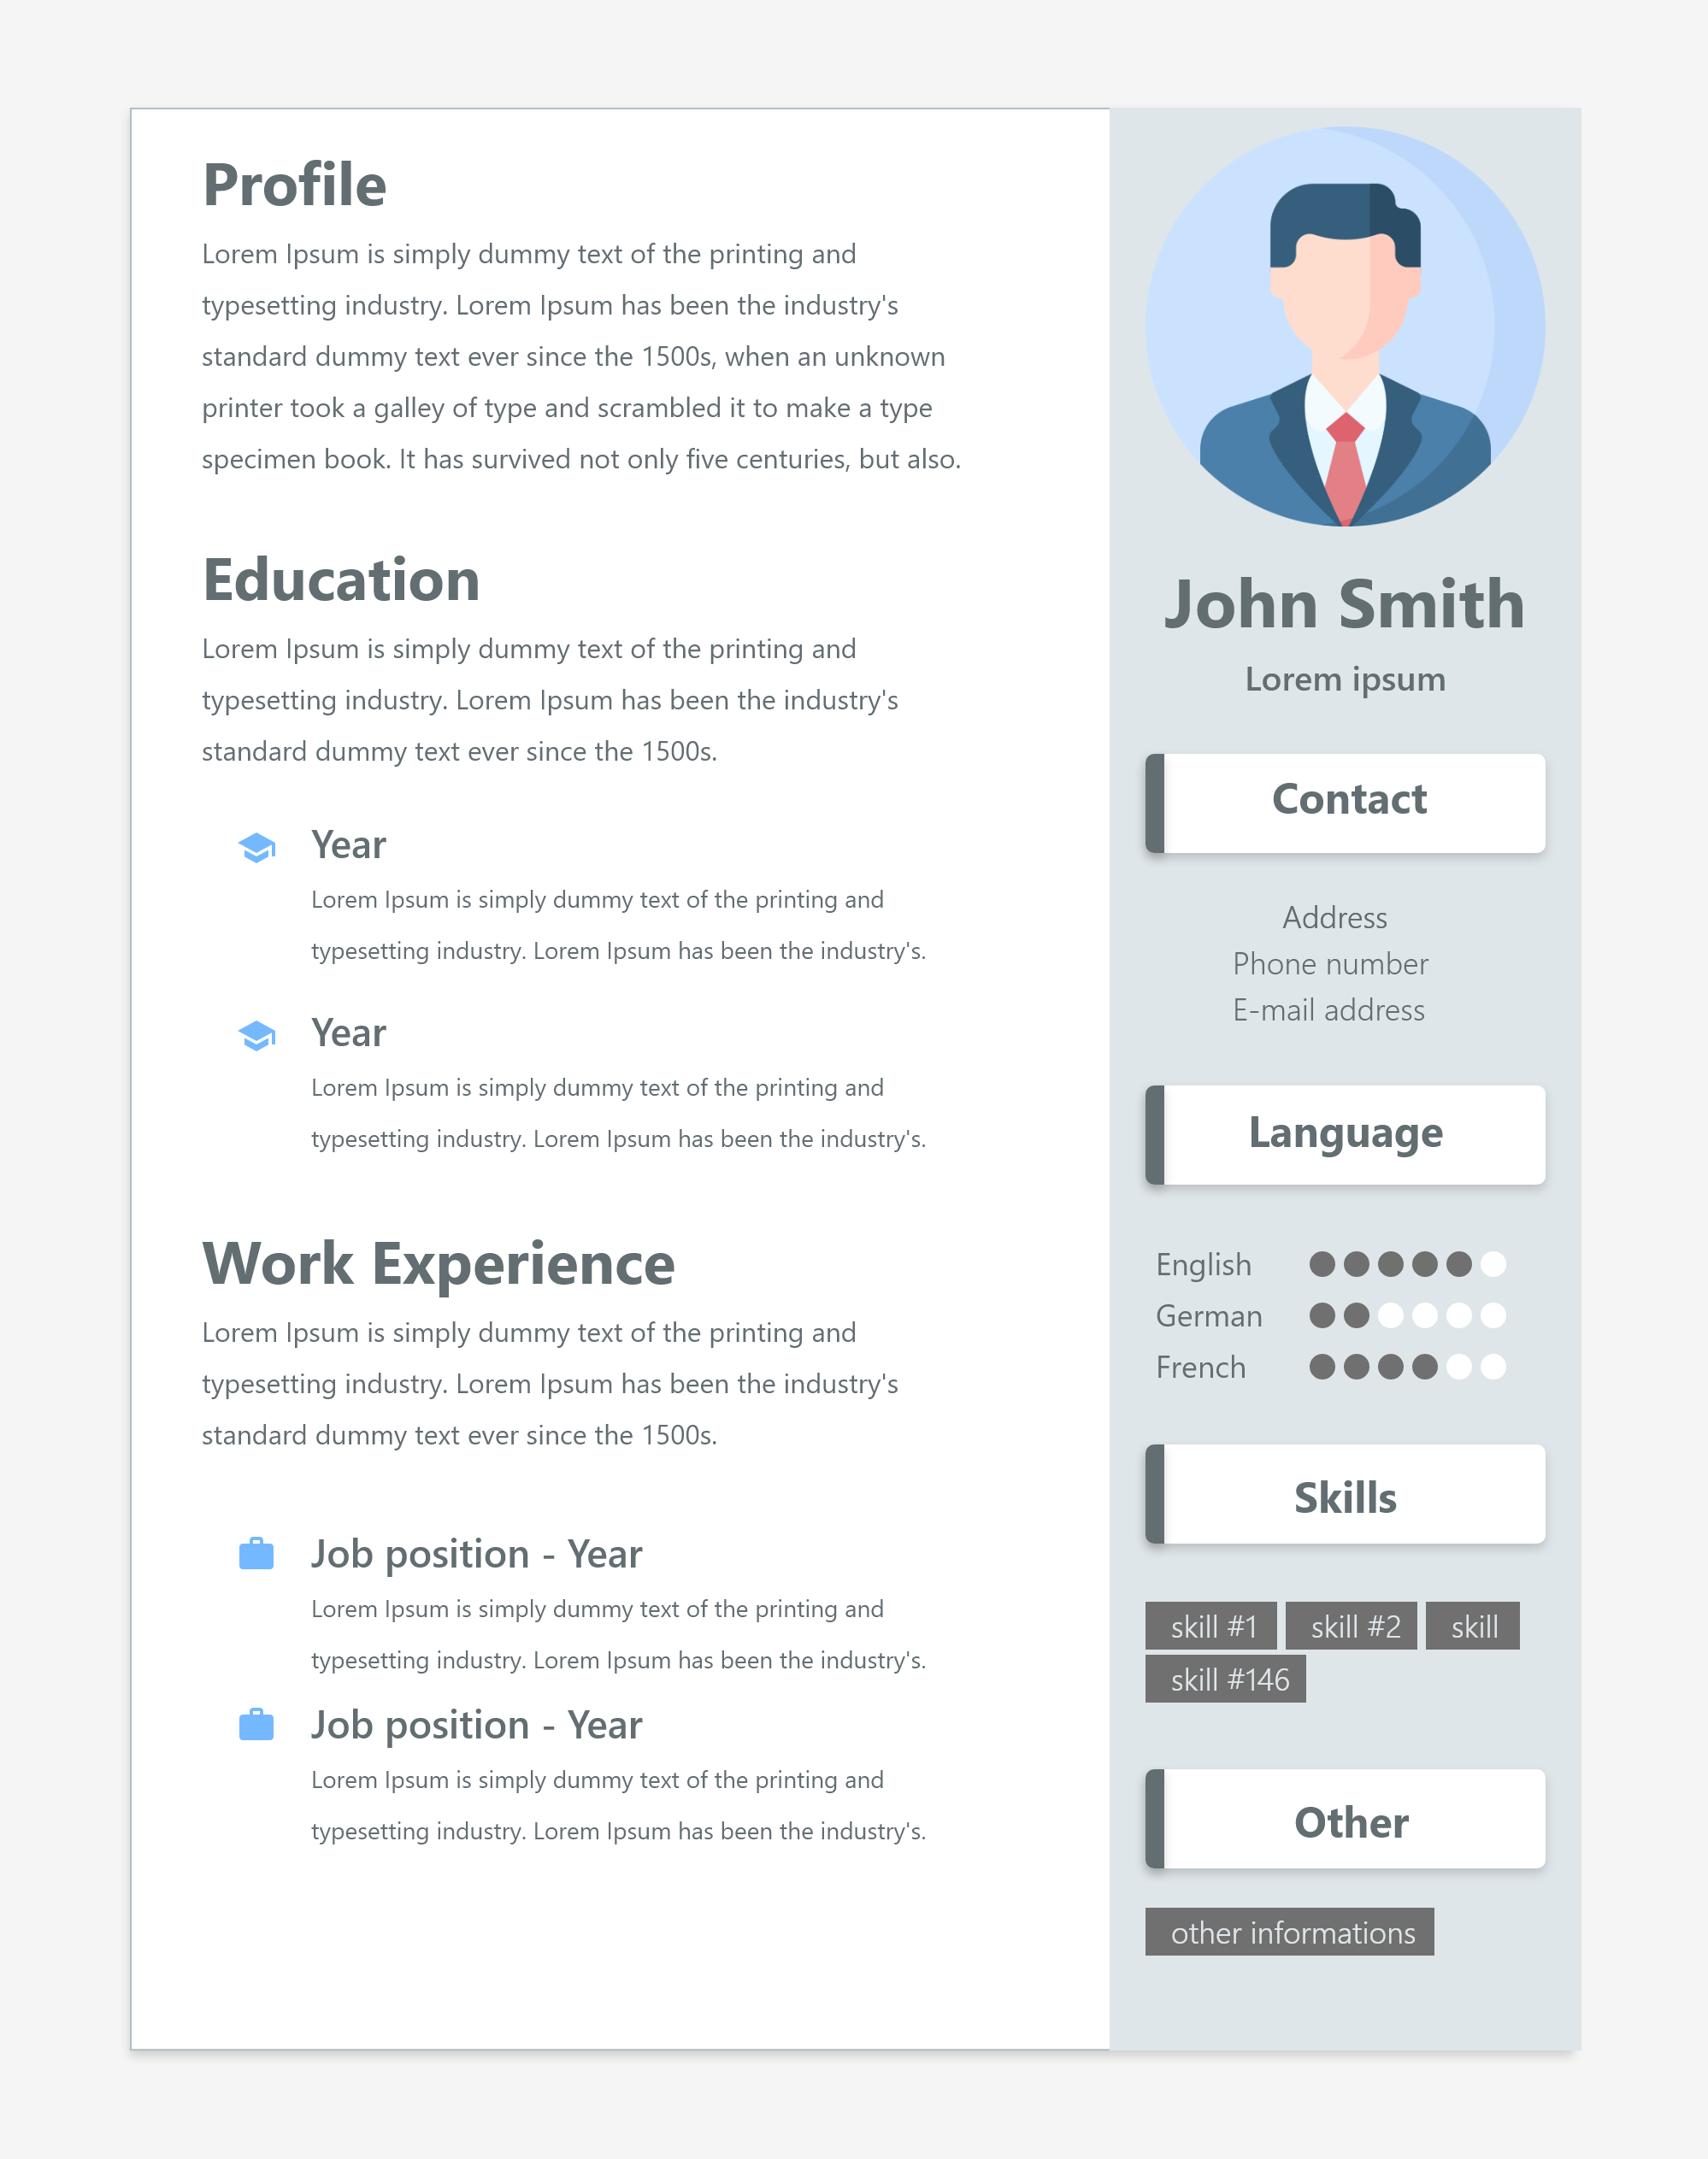 Profile
Lorem Ipsum is simply dummy text of the printing and
typesetting industry. Lorem Ipsum has been the industry's
standard dummy text ever since the 1500s, when an unknown
printer took a galley of type and scrambled it to make a type
specimen book. It has survived not only five centuries, but also.
Education
Lorem Ipsum is simply dummy text of the printing and
typesetting industry. Lorem Ipsum has been the industry's
standard dummy text ever since the 1500s.
Year
Lorem Ipsum is simply dummy text of the printing and
typesetting industry. Lorem Ipsum has been the industry's.
Year
Lorem Ipsum is simply dummy text of the printing and
typesetting industry. Lorem Ipsum has been the industry's.
Work Experience
Lorem Ipsum is simply dummy text of the printing and
typesetting industry. Lorem Ipsum has been the industry's
standard dummy text ever since the 1500s.
Job position - Year
Lorem Ipsum is simply dummy text of the printing and
typesetting industry. Lorem Ipsum has been the industry's.
Job position - Year
Lorem Ipsum is simply dummy text of the printing and
typesetting industry. Lorem Ipsum has been the industry's.
John Smith
Lorem ipsum
Contact
Address
Phone number
E-mail address
Language
English
German
French
Skills
skill #1 skill #2 skill
skill #146
Other
other informations